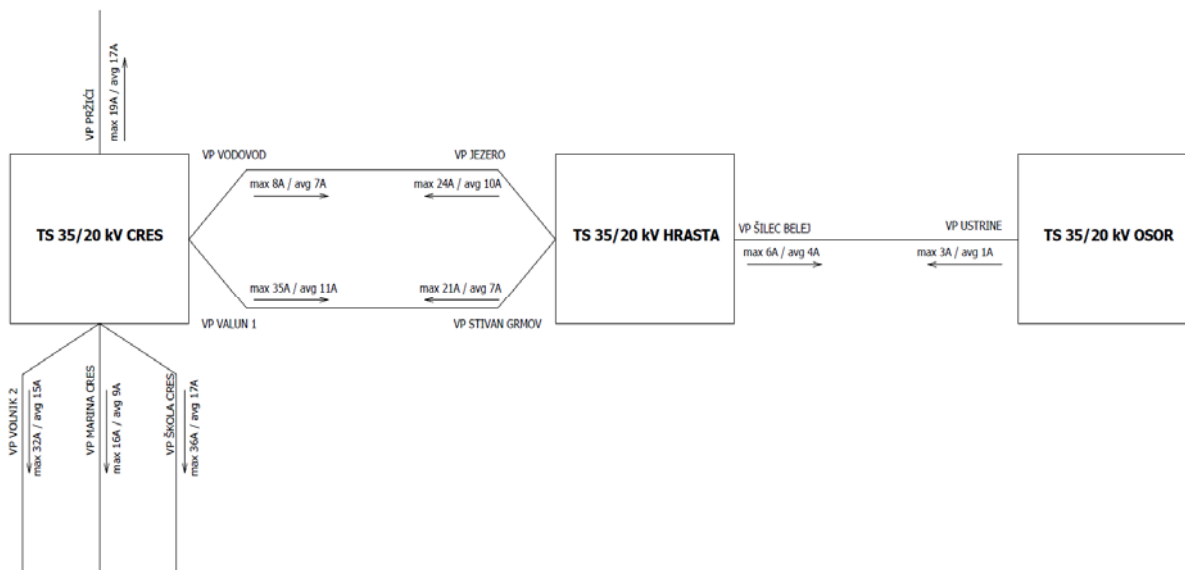 VP PRŽIĆI
max 19A / avg 17A
VP VODOVOD
VP JEZERO
max 8A / avg 7A
max 24A / avg 10A
TS 35/20 kV CRES
TS 35/20 kV HRASTA
VP ŠILEC BELEJ
VP USTRINE
TS 35/20 kV OSOR
max 6A / avg 4A
max 3A / avg 1A
max 35A / avg 11A
max 21A / avg 7A
VP VALUN 1
VP STIVAN GRMOV
VP VOLNIK 2
max 32A / avg 15A
VP MARINA CRES
max 16A / avg 9A
VP ŠKOLA CRES
max 36A / avg 17A